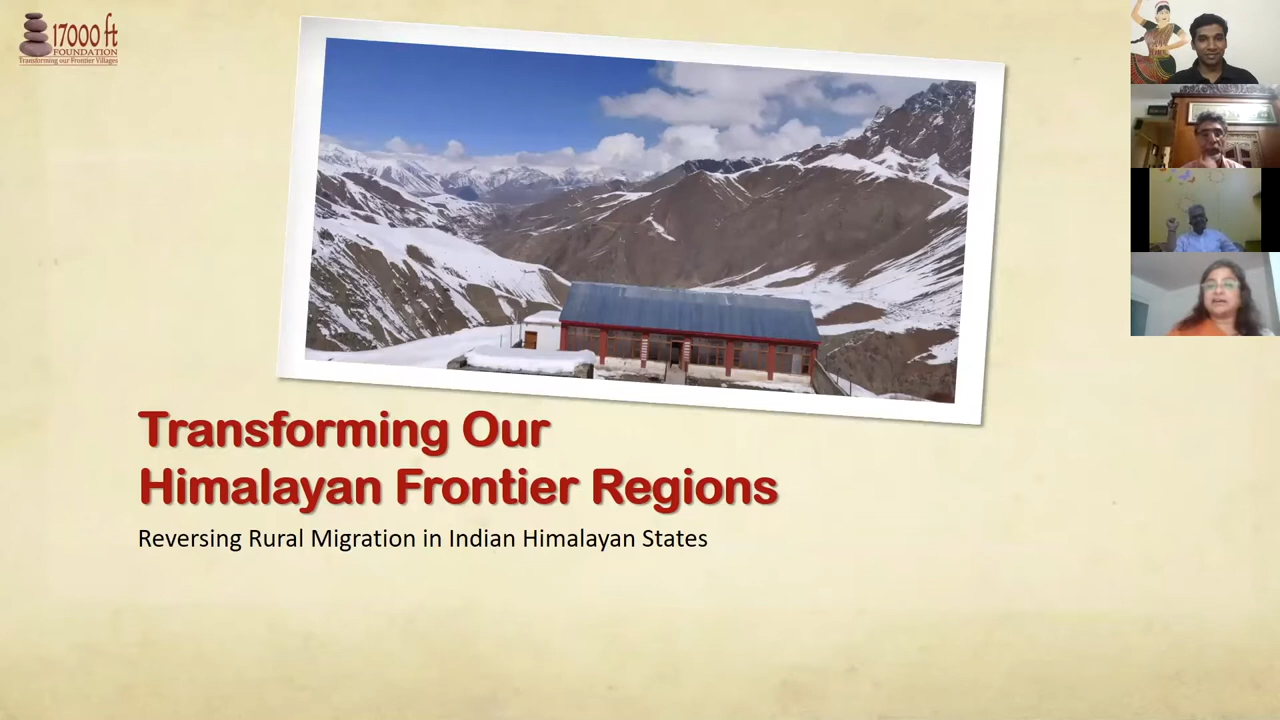 17000 ft
FOUNDATION
Transforming our Frontier Villages
Transforming Our
Himalayan Frontier Regions
Reversing Rural Migration in Indian Himalayan States